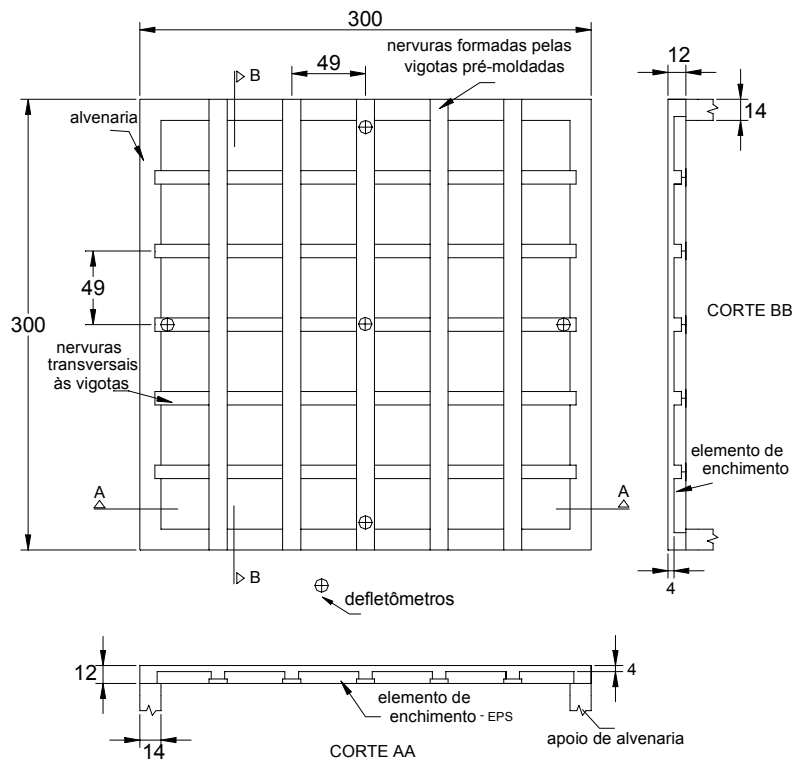 300
nervuras formadas pelas
vigotas pré-moldadas
12
B
49
alvenaria
14
49
300
CORTE BB
nervuras
transversais
às vigotas
elemento de
enchimento
A
A
B
4
defletômetros
12
4
elemento de
enchimento - EPS
apoio de alvenaria
14
CORTE AA